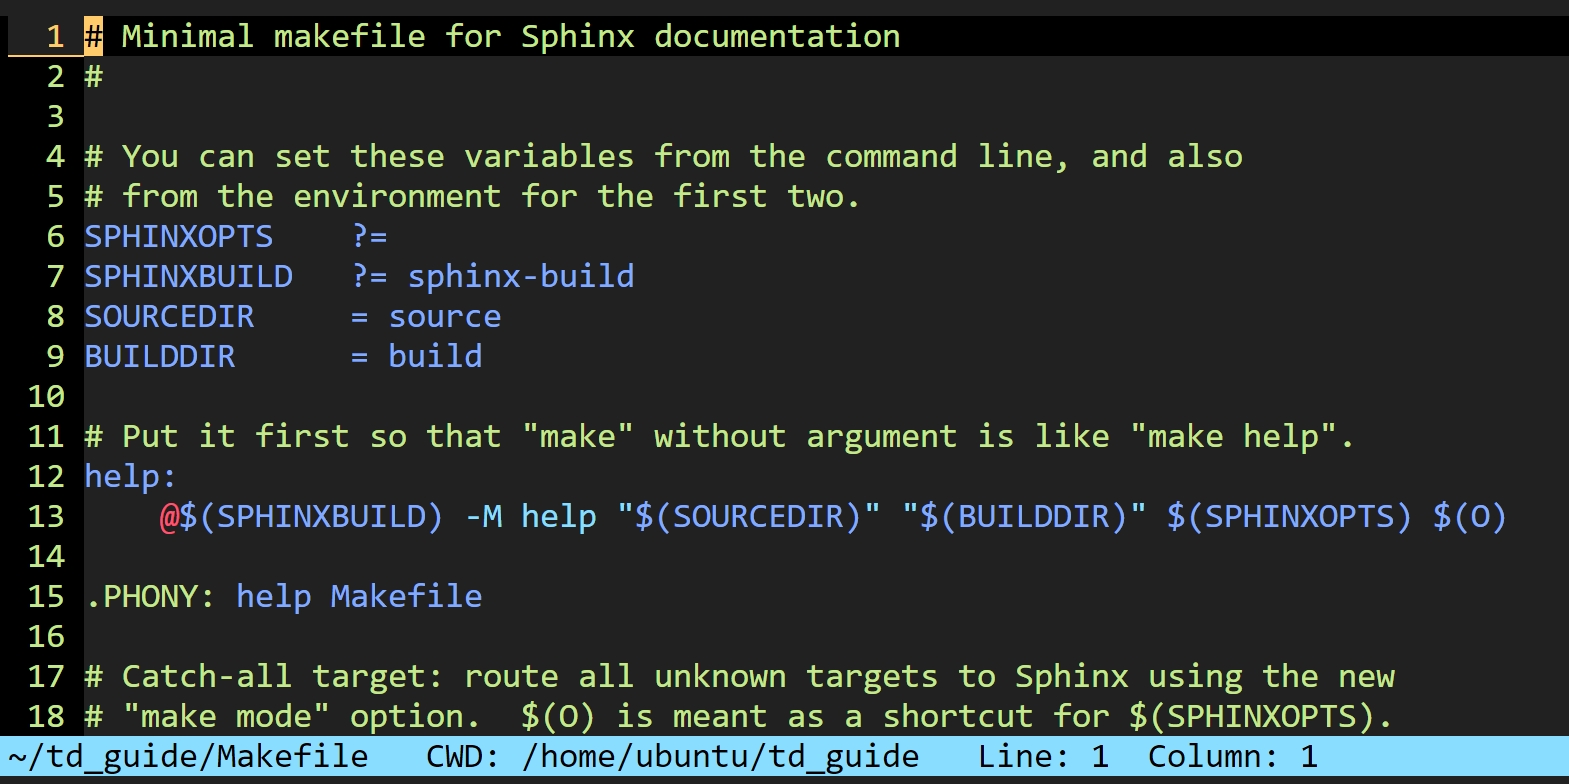 1 # Minimal makefile for Sphinx documentation
2 #
3
4 # You can set these variables from the command line, and also
5 # from the environment for the first two.
6 SPHINXOPTS    ?=
7 SPHINXBUILD   ?= sphinx-build
8 SOURCEDIR     = source
9 BUILDDIR      = build
10
11 # Put it first so that "make" without argument is like "make help".
12 help:
13     @$(SPHINXBUILD) -M help "$(SOURCEDIR)" "$(BUILDDIR)" $(SPHINXOPTS) $(O)
14
15 .PHONY: help Makefile
16
17 # Catch-all target: route all unknown targets to Sphinx using the new
18 # "make mode" option.  $(O) is meant as a shortcut for $(SPHINXOPTS).
~/td_guide/Makefile   CWD: /home/ubuntu/td_guide   Line: 1  Column: 1